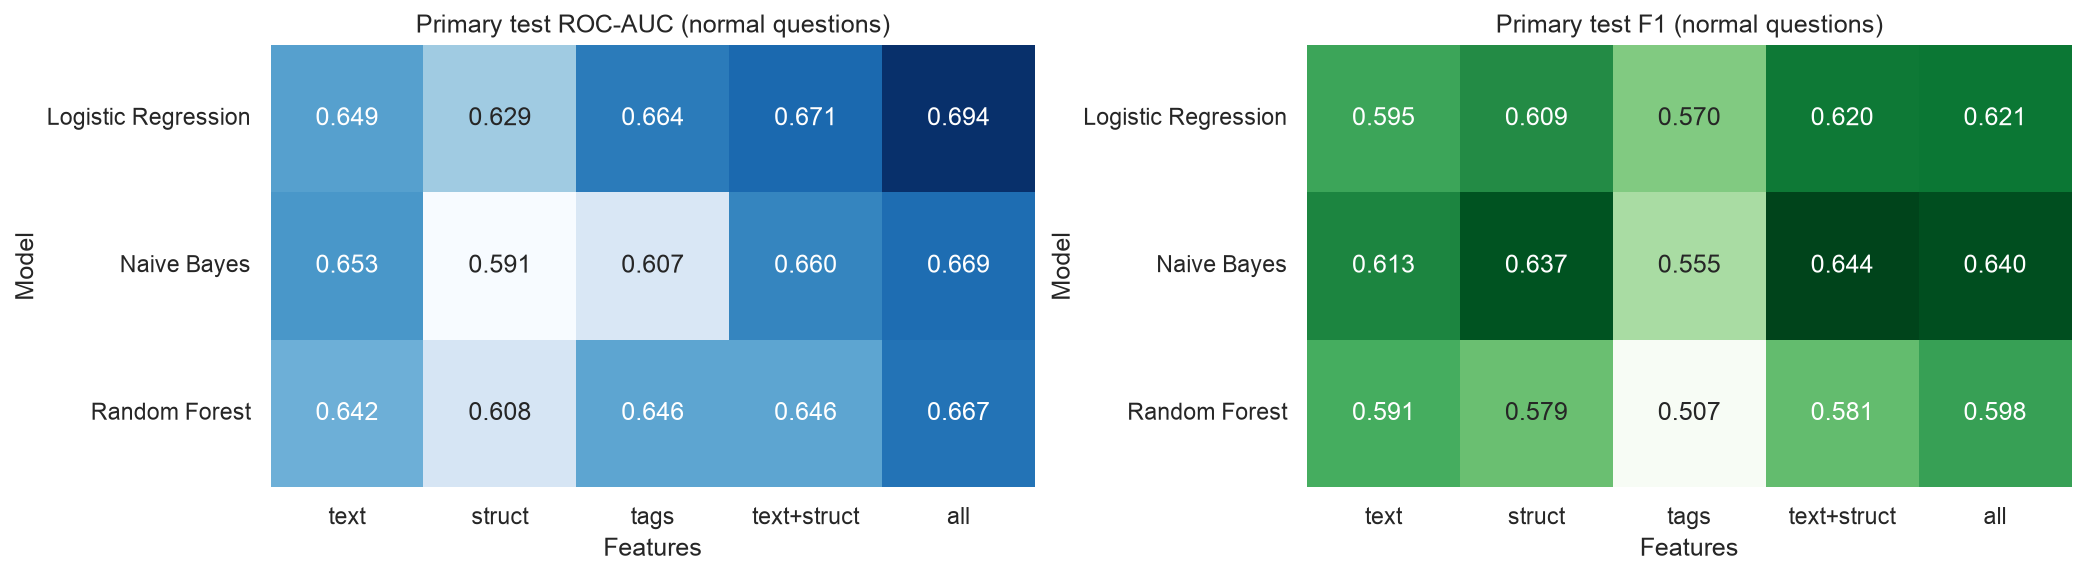 Primary test ROC-AUC (normal questions)
Model
Logistic Regression 0.649 0.629 0.664 0.671 0.694
Naive Bayes 0.653 0.591 0.607 0.660 0.669
Random Forest 0.642 0.608 0.646 0.646 0.667
text struct tags text+struct all
Features
Primary test F1 (normal questions)
Model
Logistic Regression 0.595 0.609 0.570 0.620 0.621
Naive Bayes 0.613 0.637 0.555 0.644 0.640
Random Forest 0.591 0.579 0.507 0.581 0.598
text struct tags text+struct all
Features